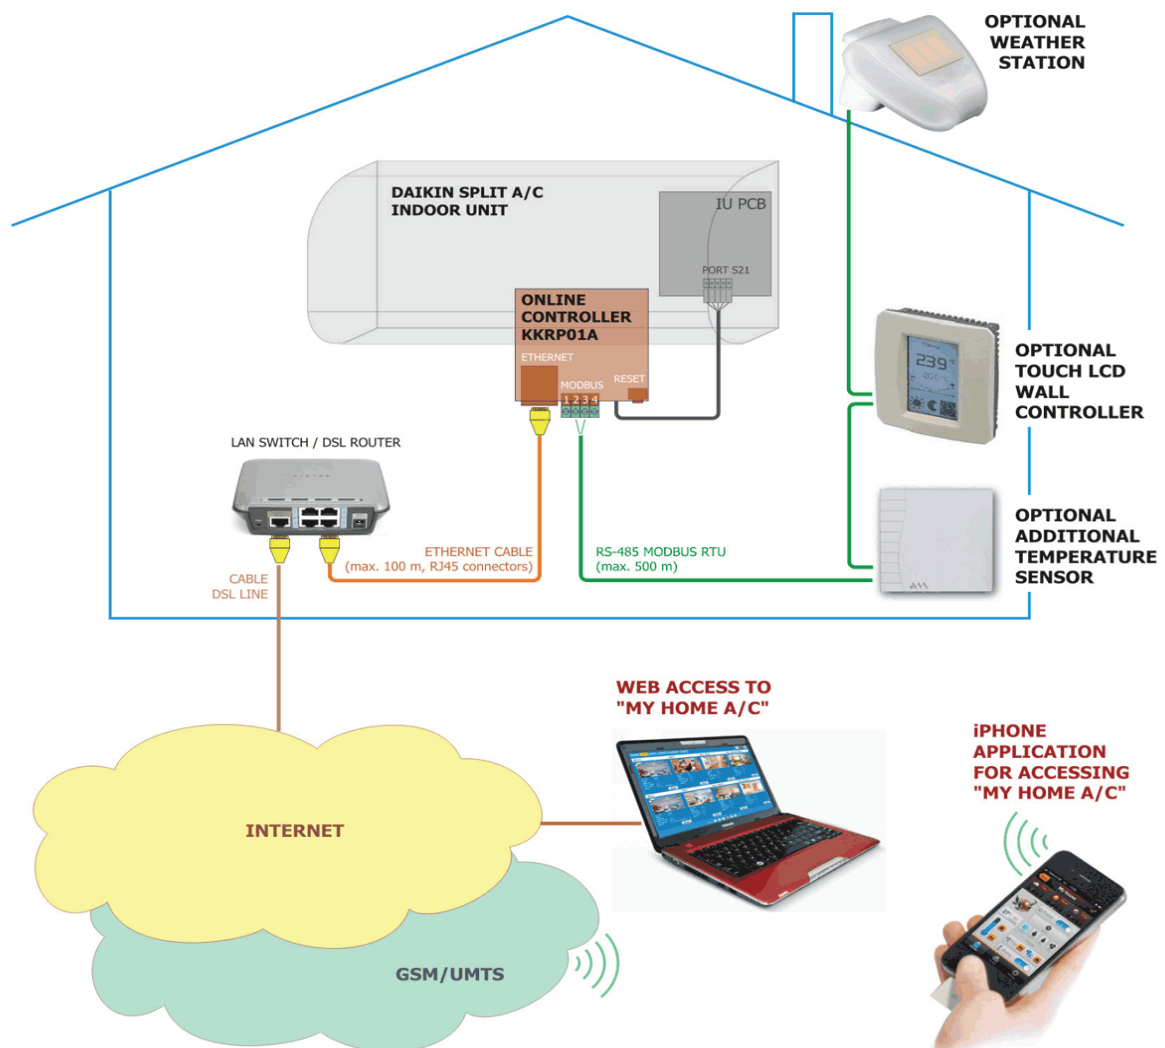 OPTIONAL
WEATHER
STATION
DAIKIN SPLIT A/C
INDOOR UNIT
IU PCB
PORT S21
ONLINE
CONTROLLER
KKRP01A
ETHERNET
MODBUS
RESET
1 2 3 4
OPTIONAL
TOUCH LCD
WALL
CONTROLLER
LAN SWITCH / DSL ROUTER
OPTIONAL
ADDITIONAL
TEMPERATURE
SENSOR
ETHERNET CABLE
(max. 100 m, RJ45 connectors)
RS-485 MODBUS RTU
(max. 500 m)
CABLE
DSL LINE
WEB ACCESS TO
"MY HOME A/C"
iPHONE
APPLICATION
FOR ACCESSING
"MY HOME A/C"
INTERNET
GSM/UMTS